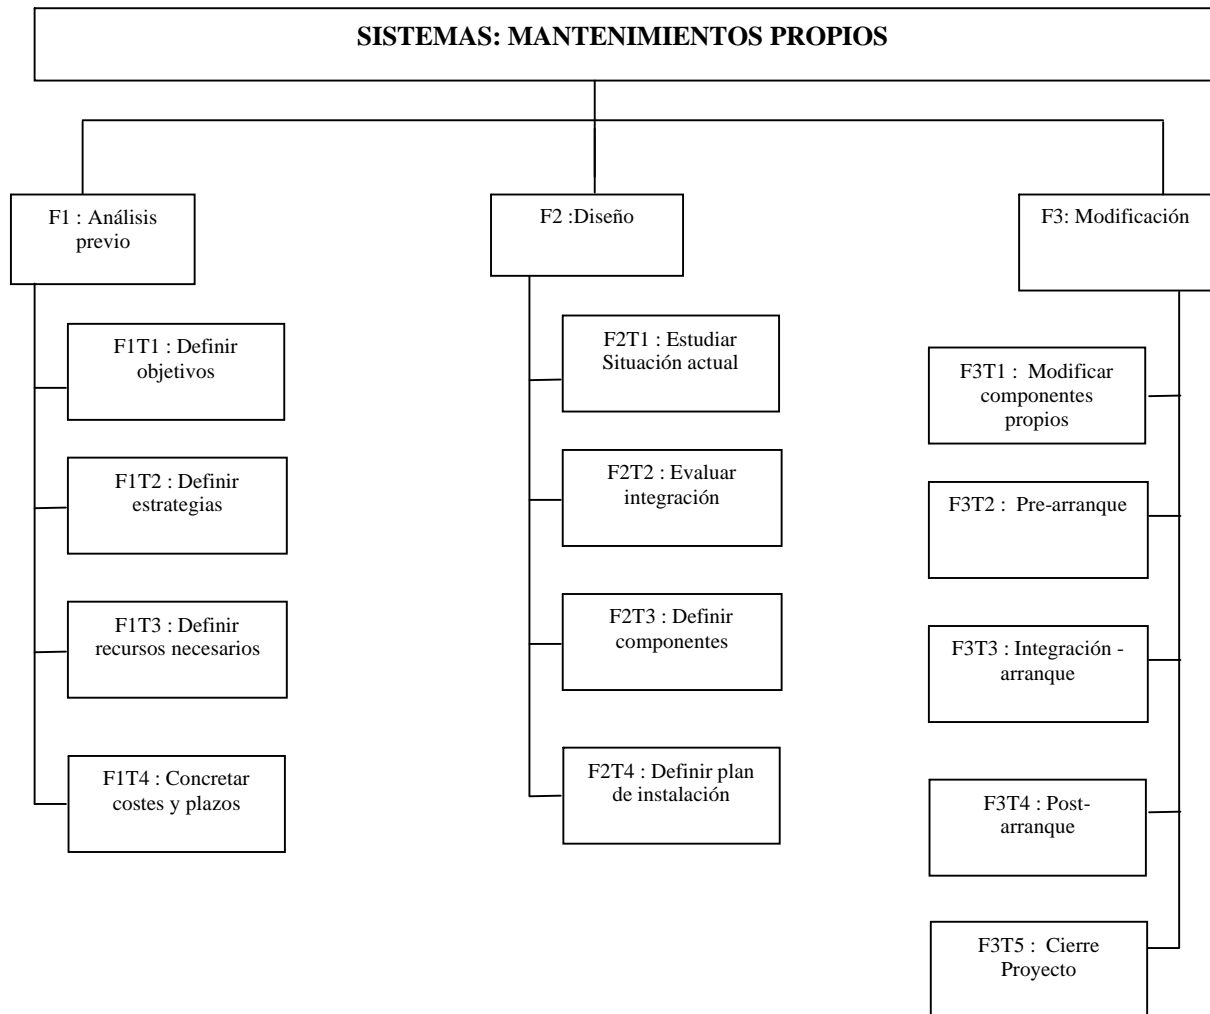 SISTEMAS: MANTENIMIENTOS PROPIOS
F1 : Análisis
previo
F1T1 : Definir
objetivos
F1T2 : Definir
estrategias
F1T3 : Definir
recursos necesarios
F1T4 : Concretar
costes y plazos
F2 :Diseño
F2T1 : Estudiar
Situación actual
F2T2 : Evaluar
integración
F2T3 : Definir
componentes
F2T4 : Definir plan
de instalación
F3: Modificación
F3T1 : Modificar
componentes
propios
F3T2 : Pre-arranque
F3T3 : Integración -
arranque
F3T4 : Post-
arranque
F3T5 : Cierre
Proyecto